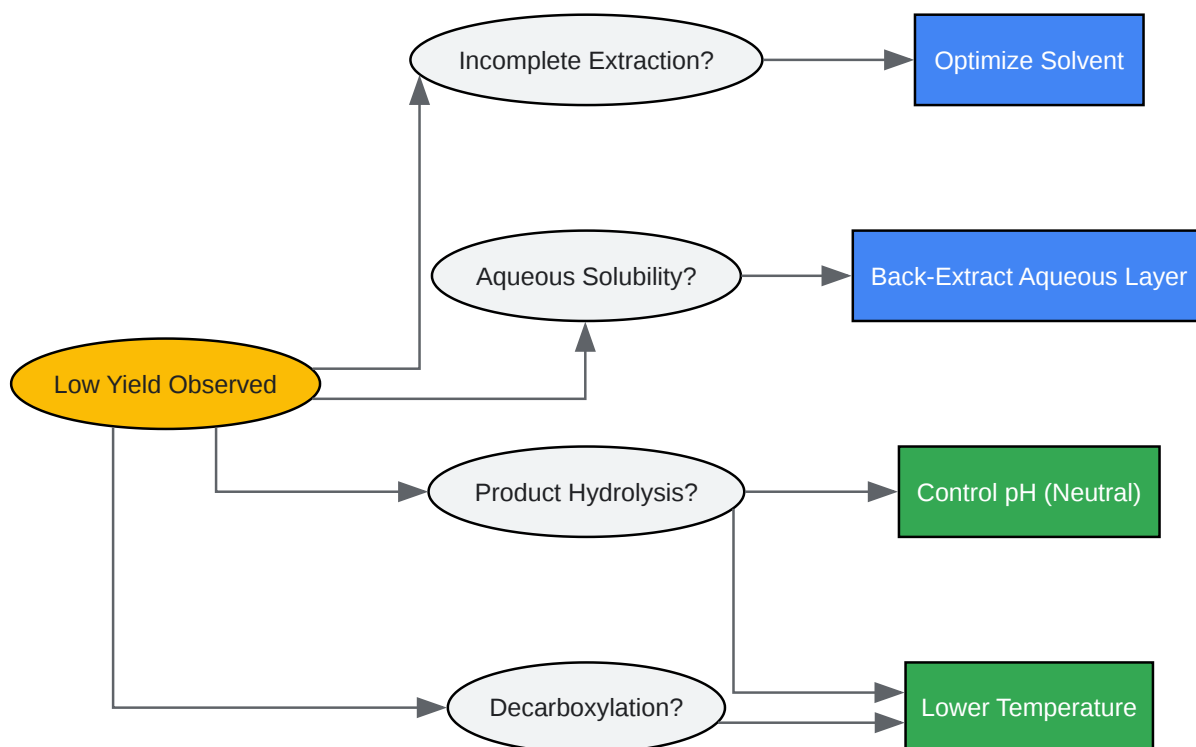 Incomplete Extraction?
Optimize Solvent
Aqueous Solubility?
Back-Extract Aqueous Layer
Low Yield Observed
Product Hydrolysis?
Control pH (Neutral)
Decarboxylation?
Lower Temperature